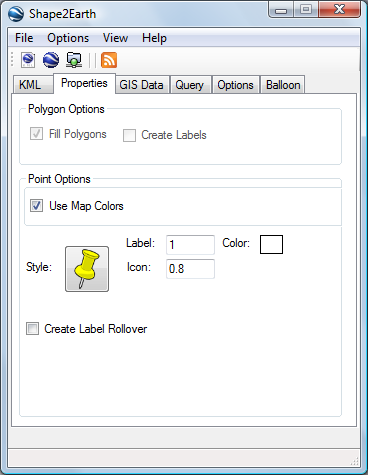 Shape2Earth
File Options View Help
KML Properties GIS Data Query Options Balloon
Polygon Options
Fill Polygons Create Labels
Point Options
Use Map Colors
Label: 1 Color:
Style: Icon: 0.8
Create Label Rollover